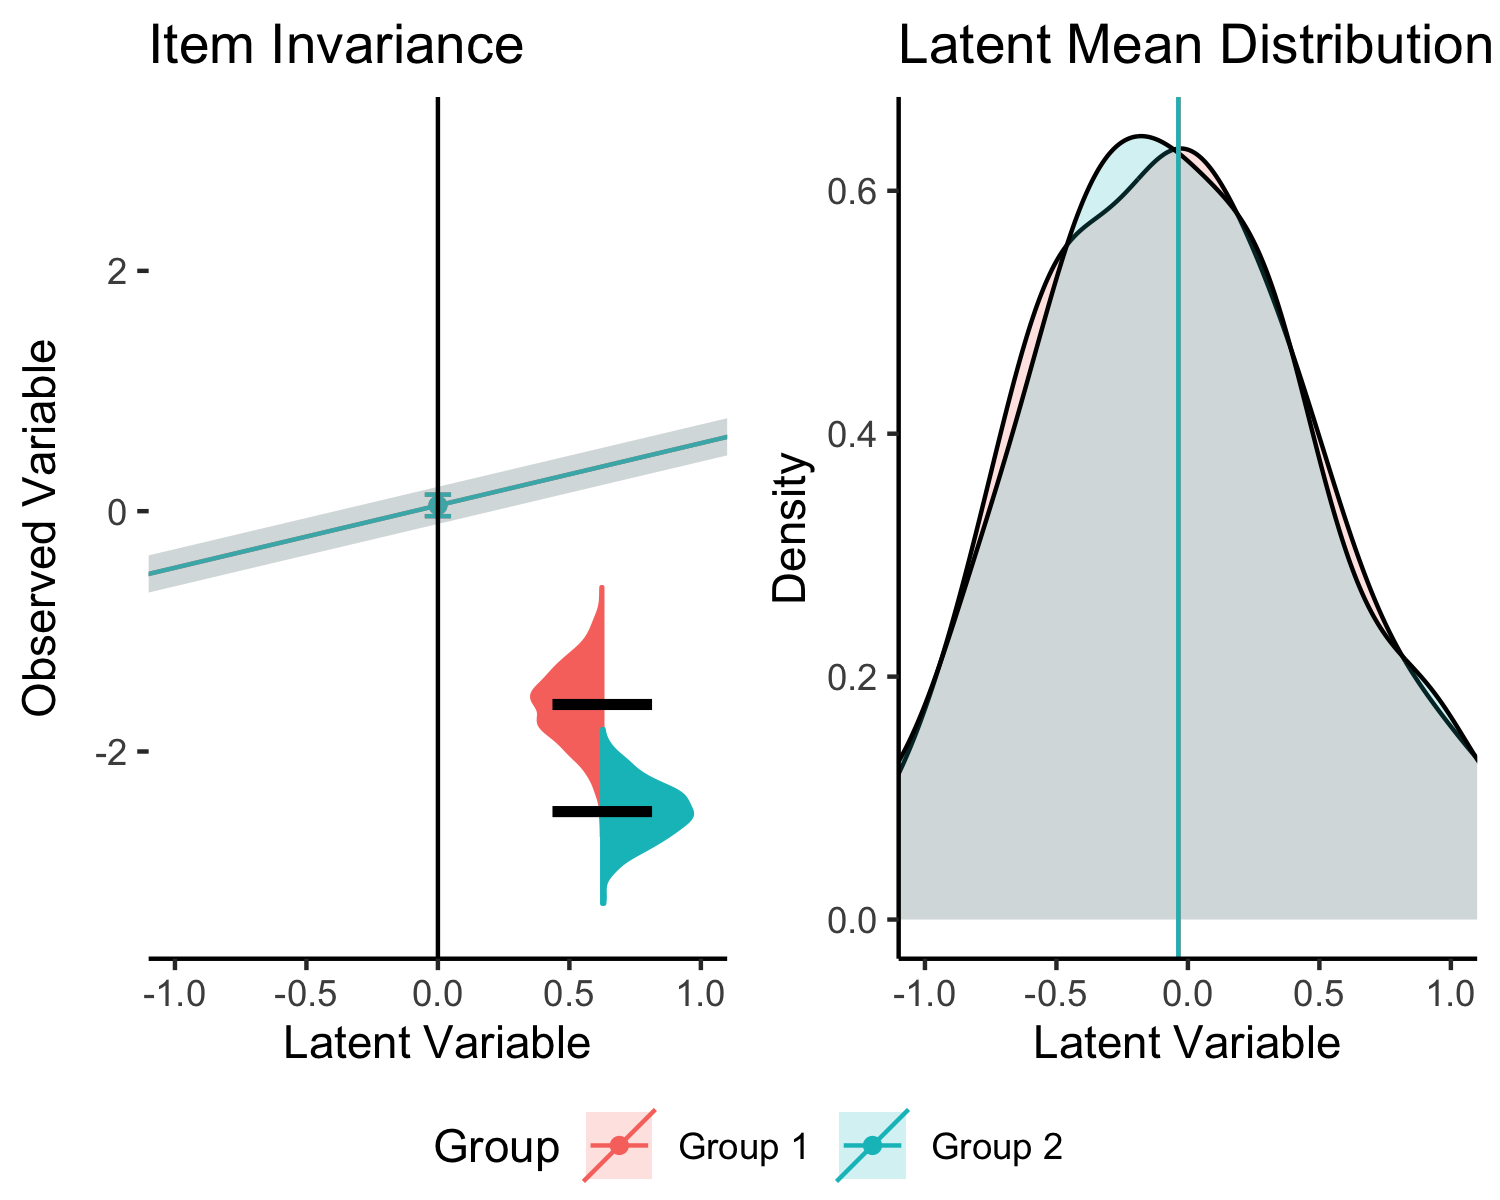 Item Invariance
Latent Mean Distribution
Observed Variable
2
0
-2
-1.0 -0.5 0.0 0.5 1.0
Latent Variable
Density
0.6
0.4
0.2
0.0
-1.0 -0.5 0.0 0.5 1.0
Latent Variable
Group Group 1 Group 2